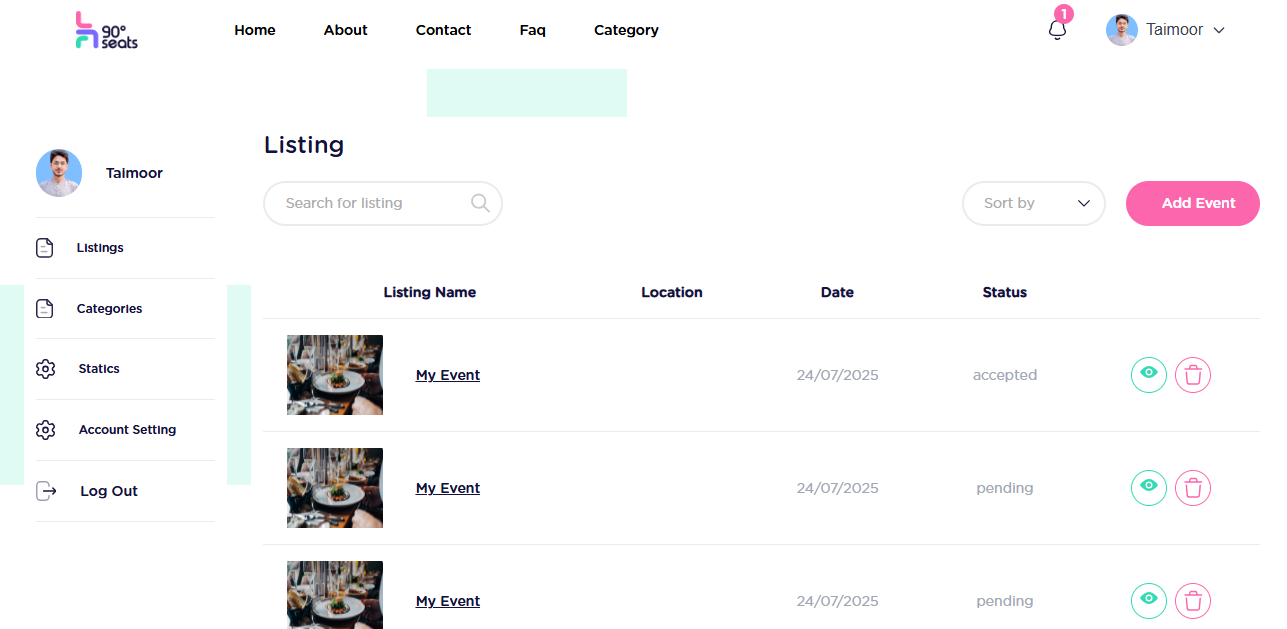 90°
seats
Home About Contact Faq Category
1
Taimoor
Taimoor
Listings
Categories
Statics
Account Setting
Log Out
Listing
Search for listing
Sort by
Add Event
Listing Name Location Date Status
My Event 24/07/2025 accepted
My Event 24/07/2025 pending
My Event 24/07/2025 pending